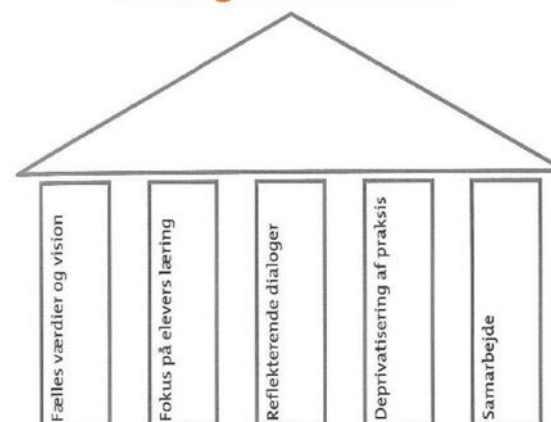 Fælles værdier og vision
Fokus på elevers læring
Reflekterende dialoger
Deprivatisering af praksis
Samarbejde